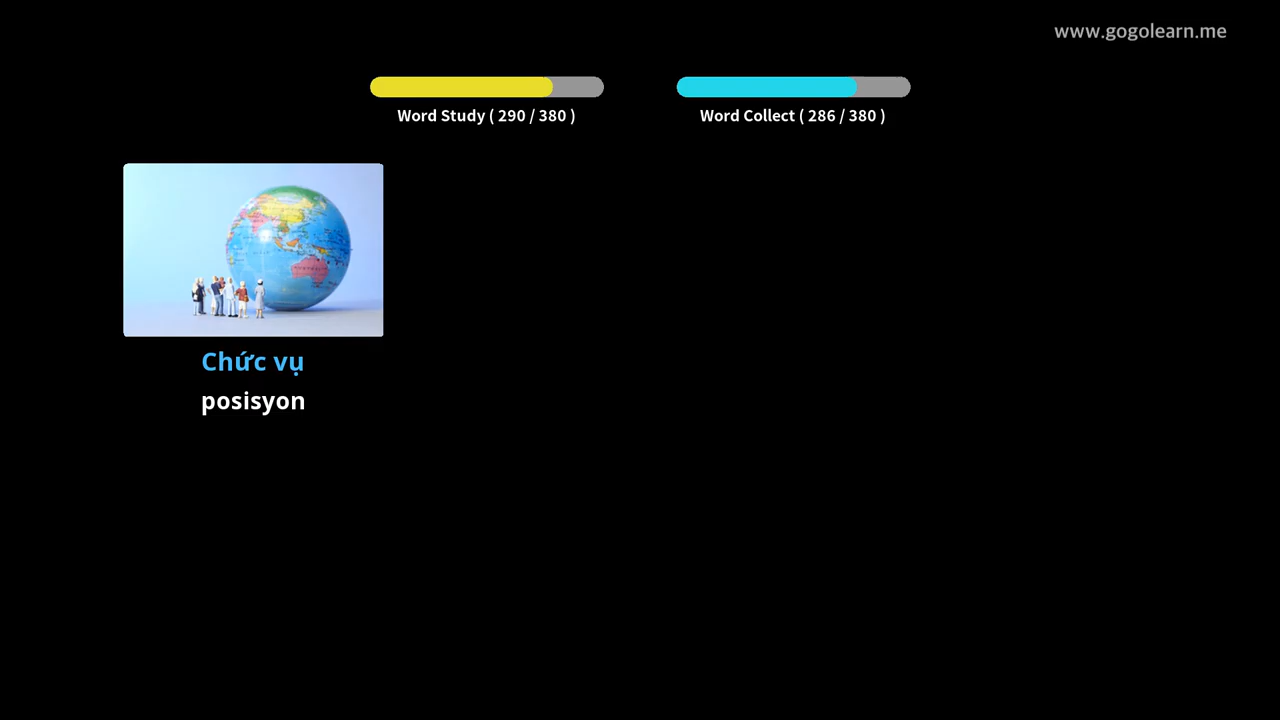 www.gogolearn.me
Word Study ( 290 / 380 )
Word Collect ( 286 / 380 )
Chức vụ
posisyon